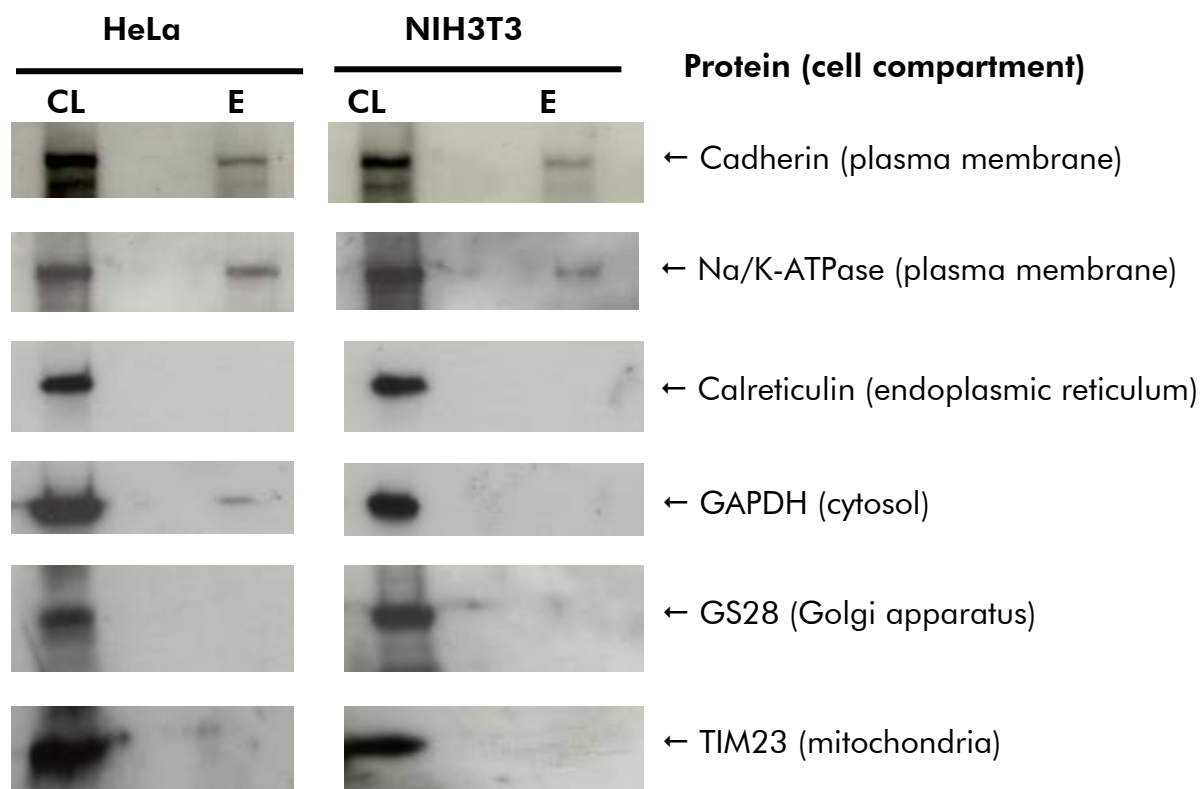 HeLa NIH3T3
Protein (cell compartment)
CL E CL E
← Cadherin (plasma membrane)
← Na/K-ATPase (plasma membrane)
← Calreticulin (endoplasmic reticulum)
← GAPDH (cytosol)
← GS28 (Golgi apparatus)
← TIM23 (mitochondria)